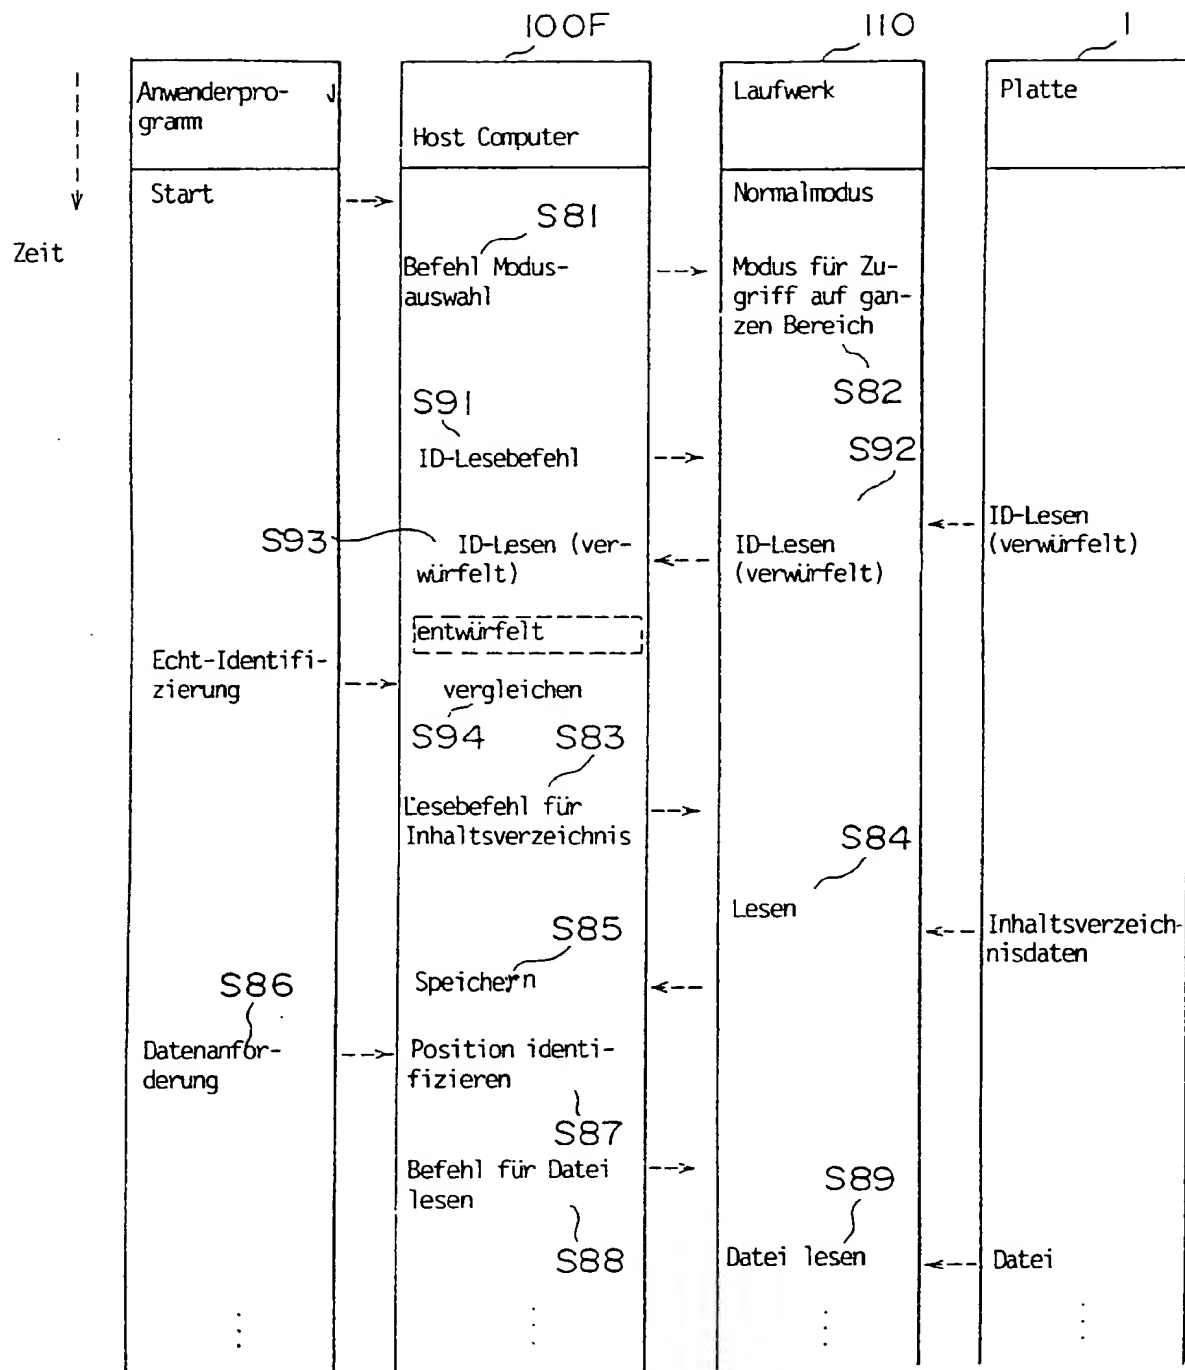 100F
110
1
Anwenderpro-
gramm
Host Computer
Laufwerk
Platte
Zeit
Start
Normalmodus
S81
Befehl Modus-
auswahl
Modus für Zu-
griff auf gan-
zen Bereich
S82
S91
ID-Lesebefehl
S92
ID-Lesen
(verwürfelt)
S93
ID-Lesen (ver-
würfelt)
ID-Lesen
(verwürfelt)
entwürfelt
Echt-Identifi-
zierung
vergleichen
S94
S83
Lesebefehl für
Inhaltsverzeichnis
S84
Lesen
Inhaltsverzeich-
nisdaten
S85
Speichern
S86
Datenanfor-
derung
Position identi-
fizieren
S87
Befehl für Datei
lesen
S89
S88
Datei lesen
Datei